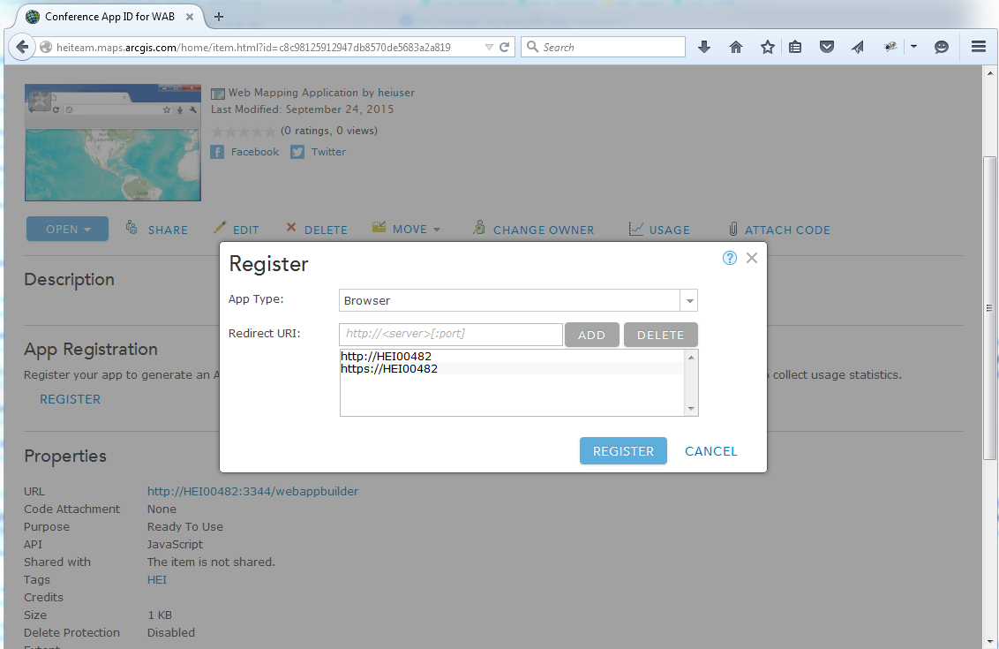 Conference App ID for WAB
heiteam.maps.arcgis.com/home/item.html?id=c8c98125912947db8570de5683a2a819
Search
Web Mapping Application by heiuser
Last Modified: September 24, 2015
(0 ratings, 0 views)
Facebook Twitter
OPEN SHARE EDIT DELETE MOVE CHANGE OWNER USAGE ATTACH CODE
Register
Description
App Type: Browser
Redirect URI: http://<server>[:port] ADD DELETE
http://HEI00482
https://HEI00482
App Registration
Register your app to generate an A collect usage statistics.
REGISTER
REGISTER CANCEL
Properties
URL http://HEI00482:3344/webappbuilder
Code Attachment None
Purpose Ready To Use
API JavaScript
Shared with The item is not shared.
Tags HEI
Credits
Size 1 KB
Delete Protection Disabled